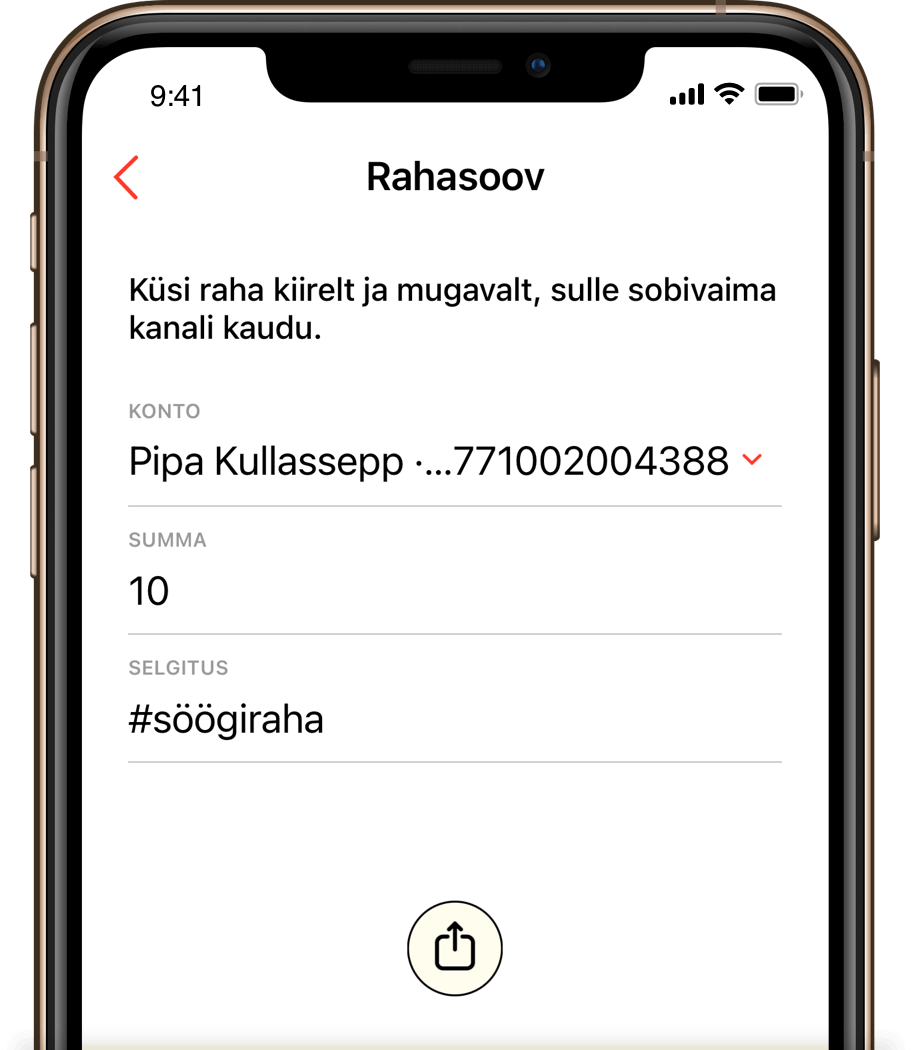 9:41
Rahasoov
Küsi raha kiirelt ja mugavalt, sulle sobivaima
kanali kaudu.
KONTO
Pipa Kullassepp ·...771002004388
SUMMA
10
SELGITUS
#söögiraha